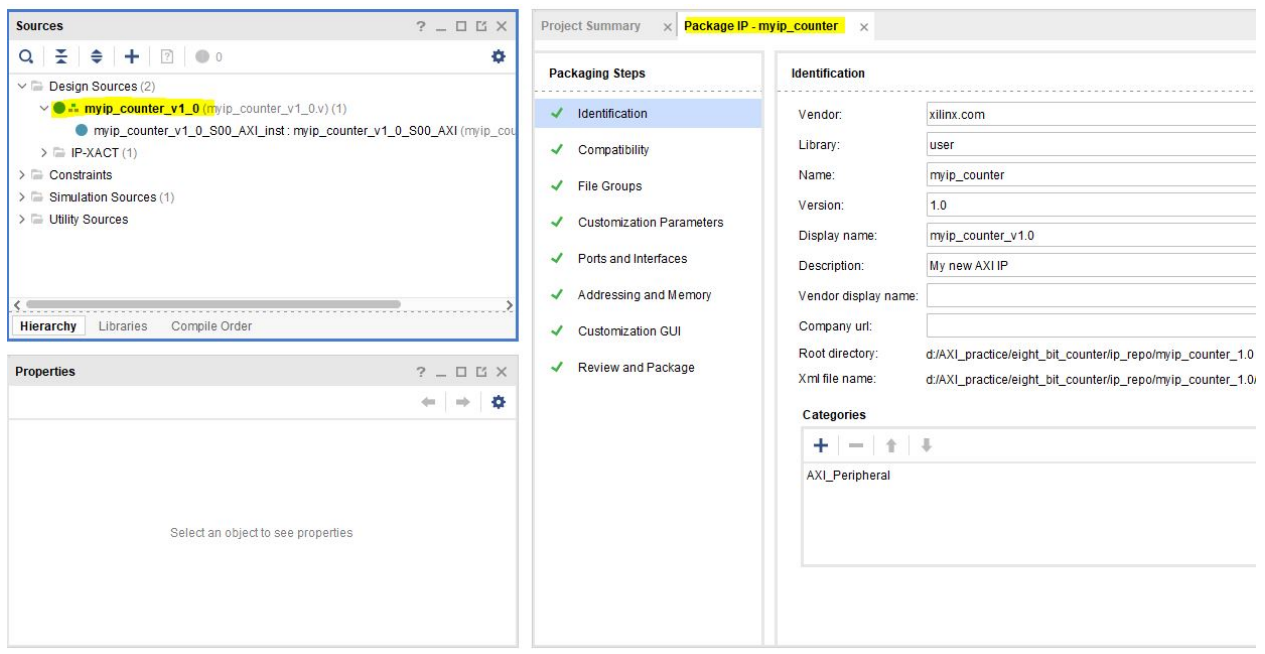 Sources
0
Design Sources (2)
myip_counter_v1_0 (myip_counter_v1_0.v) (1)
myip_counter_v1_0_S00_AXI_inst : myip_counter_v1_0_S00_AXI (myip_cou
IP-XACT (1)
Constraints
Simulation Sources (1)
Utility Sources
Hierarchy Libraries Compile Order
Properties
Select an object to see properties
Project Summary Package IP - myip_counter
Packaging Steps
Identification
Compatibility
File Groups
Customization Parameters
Ports and Interfaces
Addressing and Memory
Customization GUI
Review and Package
Identification
Vendor: xilinx.com
Library: user
Name: myip_counter
Version: 1.0
Display name: myip_counter_v1.0
Description: My new AXI IP
Vendor display name:
Company url:
Root directory: d:/AXI_practice/eight_bit_counter/ip_repo/myip_counter_1.0
Xml file name: d:/AXI_practice/eight_bit_counter/ip_repo/myip_counter_1.0/
Categories
AXI_Peripheral